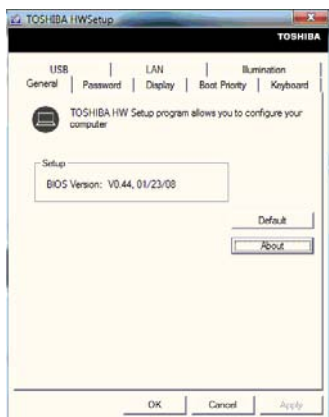 TOSHIBA HWSetup
TOSHIBA
USB LAN Illumination
General Password Display Boot Priority Keyboard
TOSHIBA HW Setup program allows you to configure your
computer
Setup
BIOS Version: V0.44, 01/23/08
Default
About
OK Cancel Apply